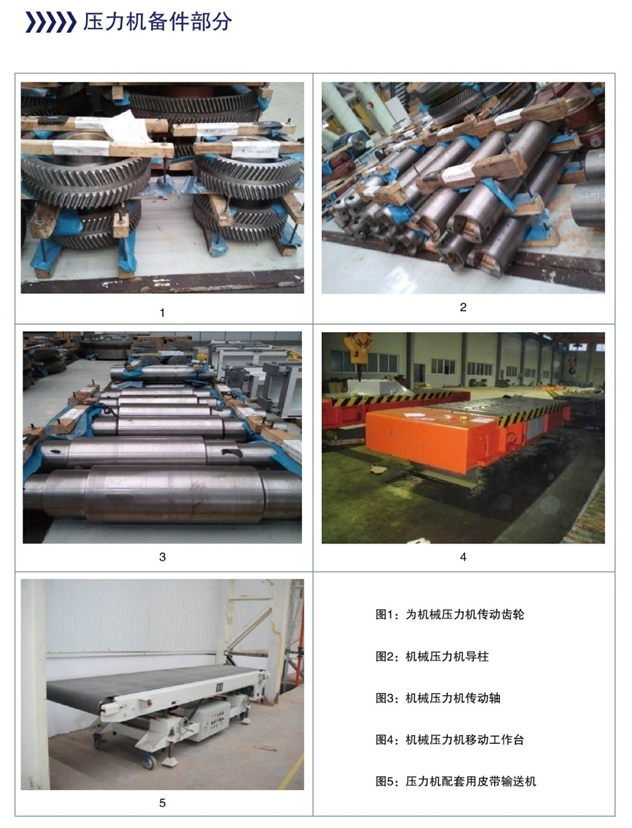 压力机备件部分
1
2
3
4
5
图1：为机械压力机传动齿轮
图2：机械压力机导柱
图3：机械压力机传动轴
图4：机械压力机移动工作台
图5：压力机配套用皮带输送机